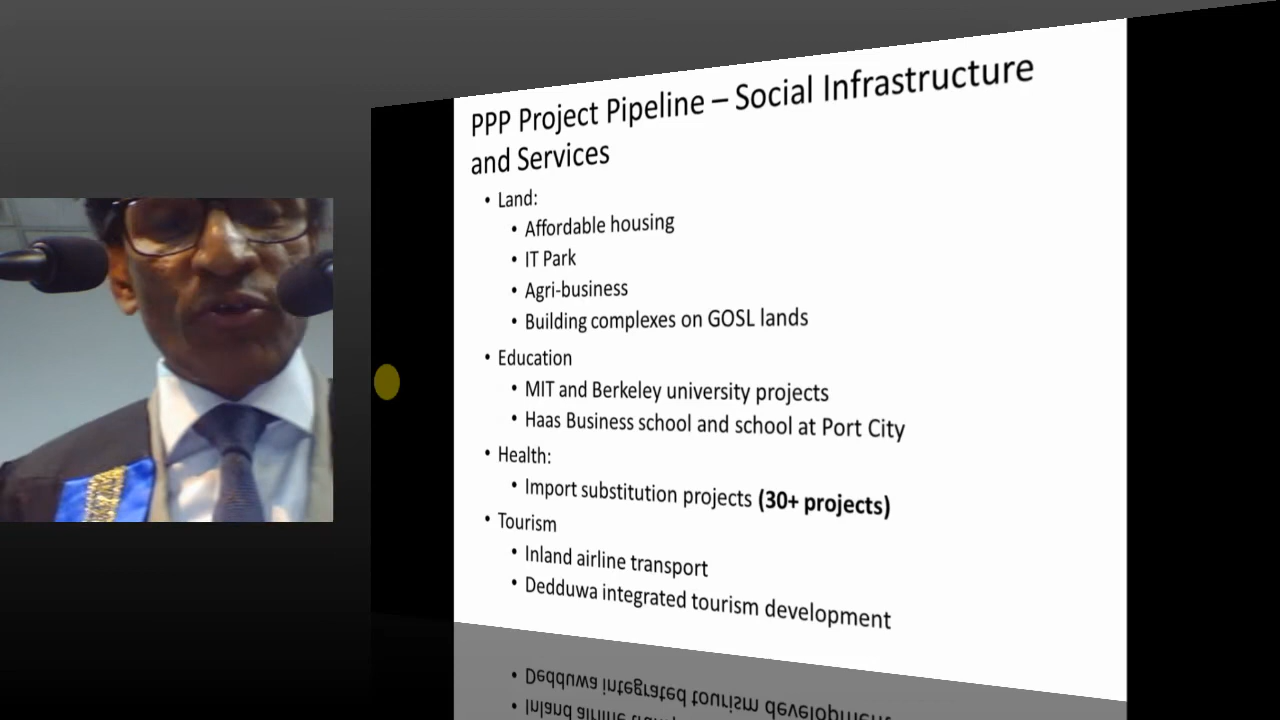 PPP Project Pipeline – Social Infrastructure
and Services
• Land:
• Affordable housing
• IT Park
• Agri-business
• Building complexes on GOSL lands
• Education
• MIT and Berkeley university projects
• Haas Business school and school at Port City
• Health:
• Import substitution projects (30+ projects)
• Tourism
• Inland airline transport
• Dedduwa integrated tourism development